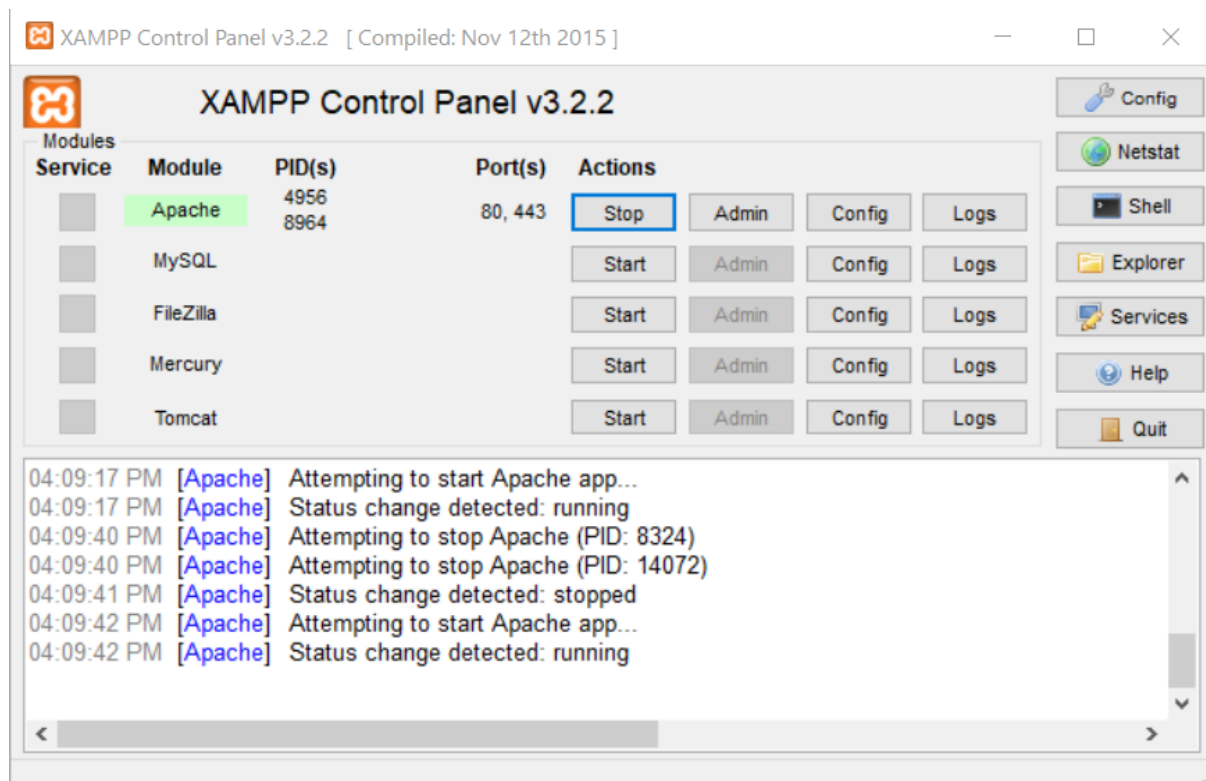 XAMPP Control Panel v3.2.2 [ Compiled: Nov 12th 2015 ]
XAMPP Control Panel v3.2.2
Config
Modules
Service Module PID(s) Port(s) Actions
Netstat
Apache 4956 8964 80, 443 Stop Admin Config Logs
Shell
MySQL Start Admin Config Logs
Explorer
FileZilla Start Admin Config Logs
Services
Mercury Start Admin Config Logs
Help
Tomcat Start Admin Config Logs
Quit
04:09:17 PM [Apache] Attempting to start Apache app...
04:09:17 PM [Apache] Status change detected: running
04:09:40 PM [Apache] Attempting to stop Apache (PID: 8324)
04:09:40 PM [Apache] Attempting to stop Apache (PID: 14072)
04:09:41 PM [Apache] Status change detected: stopped
04:09:42 PM [Apache] Attempting to start Apache app...
04:09:42 PM [Apache] Status change detected: running